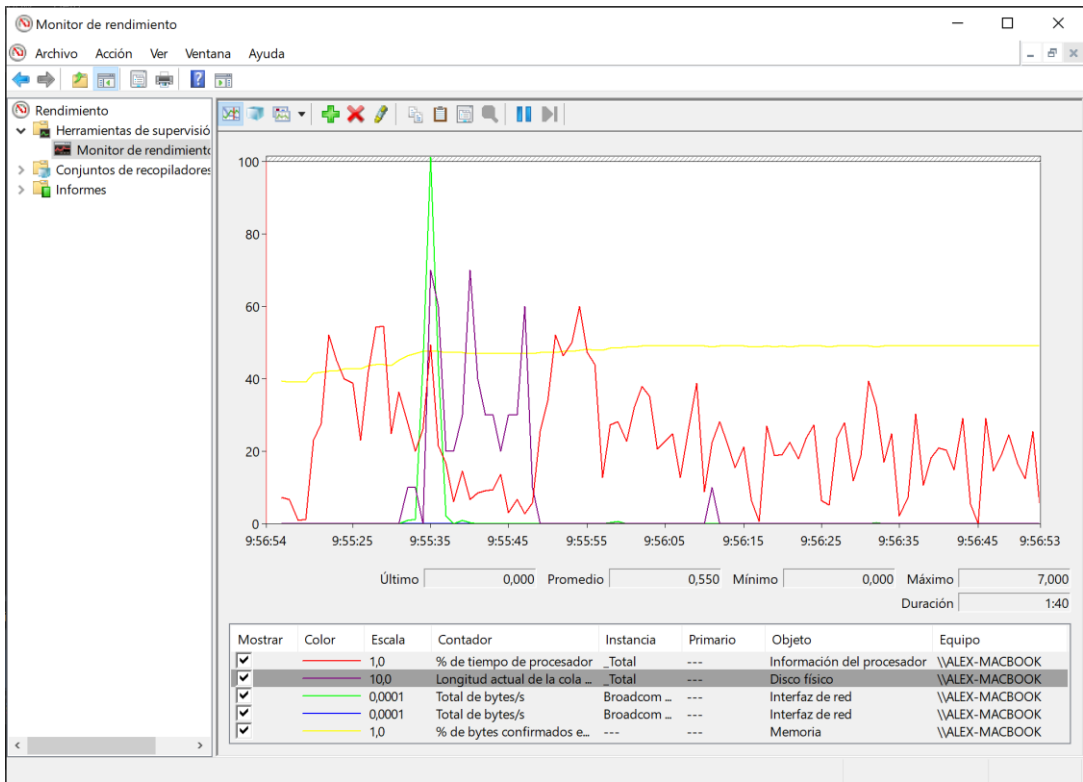 Monitor de rendimiento
Archivo Acción Ver Ventana Ayuda
Rendimiento
Herramientas de supervisió
Monitor de rendimiento
Conjuntos de recopiladores
Informes
100
80
60
40
20
0
9:56:54 9:55:25 9:55:35 9:55:45 9:55:55 9:56:05 9:56:15 9:56:25 9:56:35 9:56:45 9:56:53
Último 0,000 Promedio 0,550 Mínimo 0,000 Máximo 7,000
Duración 1:40
Mostrar Color Escala Contador Instancia Primario Objeto Equipo
1,0 % de tiempo de procesador _Total --- Información del procesador \\ALEX-MACBOOK
10,0 Longitud actual de la cola ... _Total --- Disco físico \\ALEX-MACBOOK
0,0001 Total de bytes/s Broadcom ... --- Interfaz de red \\ALEX-MACBOOK
0,0001 Total de bytes/s Broadcom ... --- Interfaz de red \\ALEX-MACBOOK
1,0 % de bytes confirmados e... --- --- Memoria \\ALEX-MACBOOK